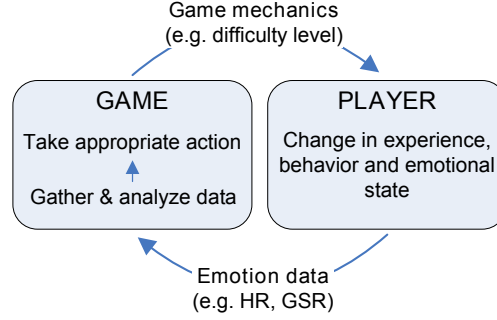 Game mechanics
(e.g. difficulty level)
GAME
Take appropriate action
Gather & analyze data
PLAYER
Change in experience,
behavior and emotional
state
Emotion data
(e.g. HR, GSR)